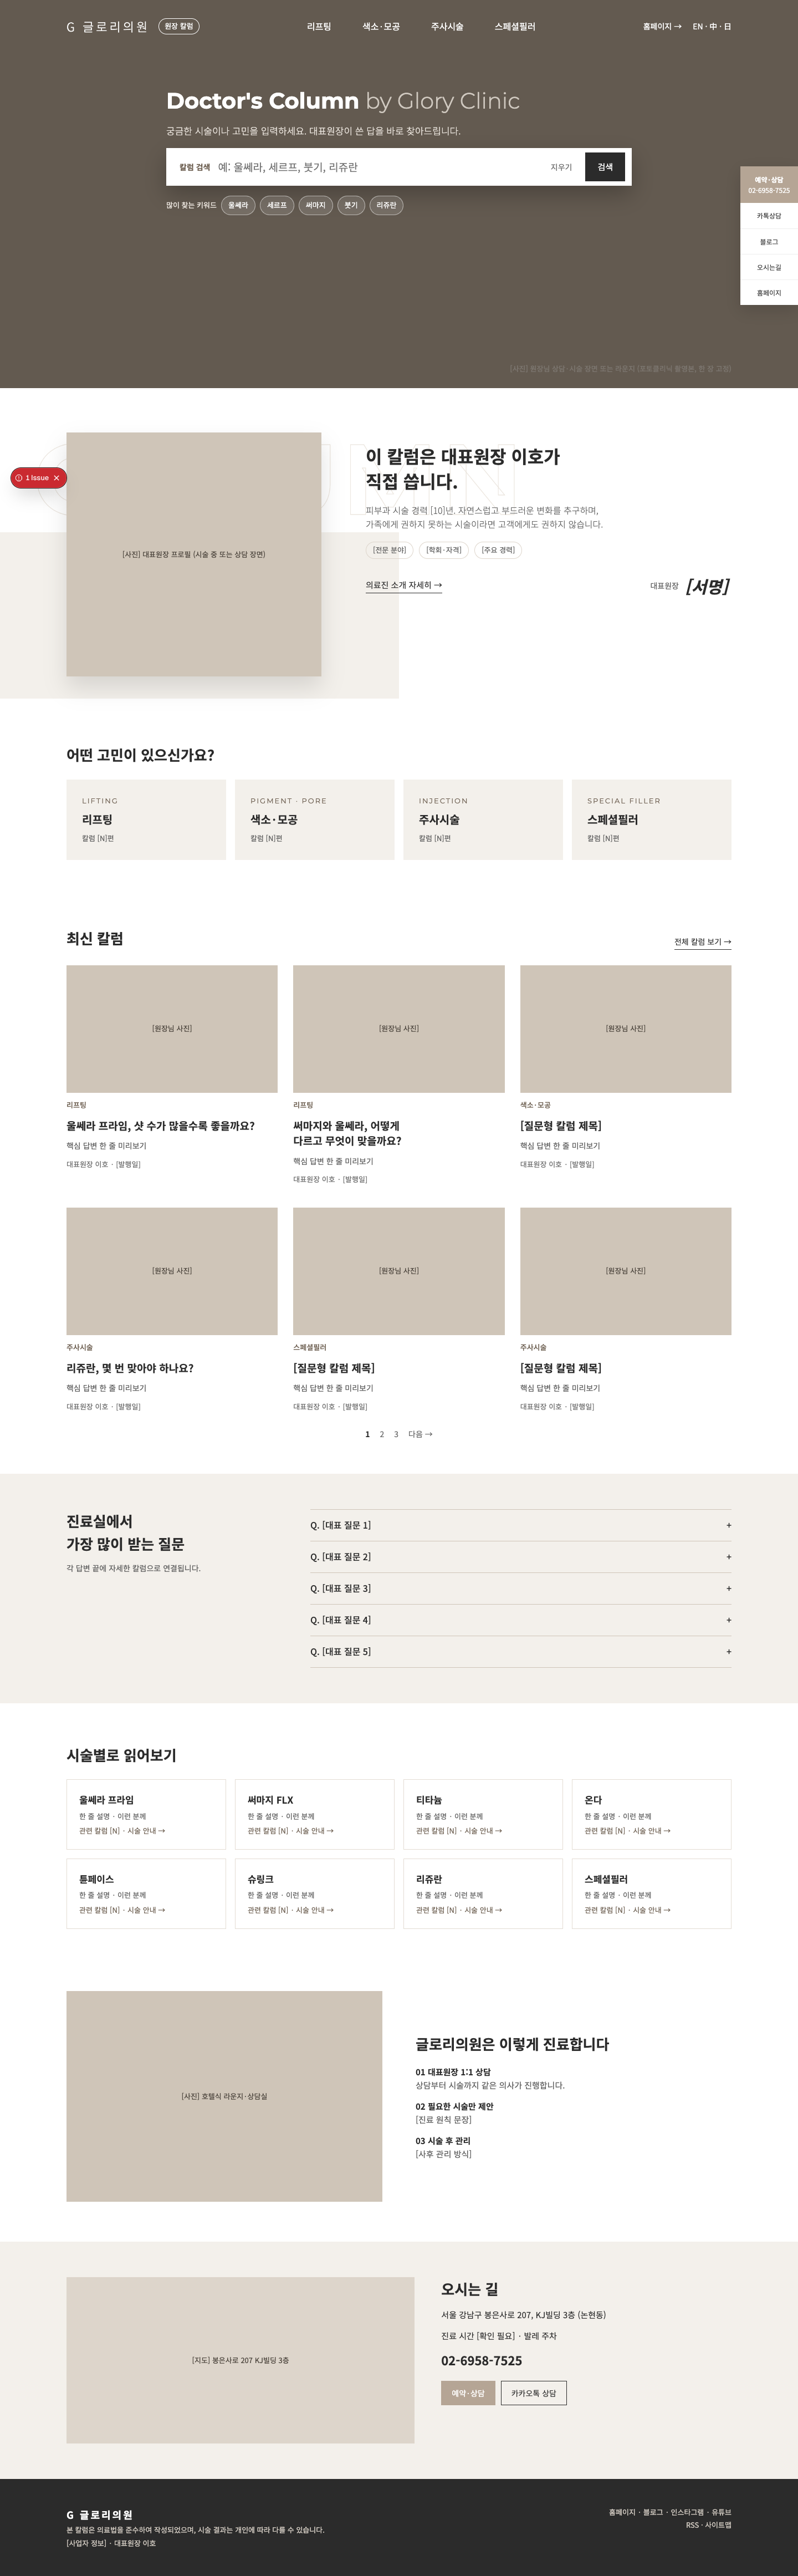 G 글로리의원 원장 칼럼
리프팅 색소·모공 주사시술 스페셜필러
홈페이지 → EN · 中 · 日
Doctor's Column by Glory Clinic
궁금한 시술이나 고민을 입력하세요. 대표원장이 쓴 답을 바로 찾아드립니다.
칼럼 검색 예: 울쎄라, 세르프, 붓기, 리쥬란 지우기 검색
많이 찾는 키워드 울쎄라 세르프 써마지 붓기 리쥬란
예약·상담
02-6958-7525
카톡상담
블로그
오시는길
홈페이지
1 Issue
[사진] 대표원장 프로필 (시술 중 또는 상담 장면)
이 칼럼은 대표원장 이호가
직접 씁니다.
피부과 시술 경력 [10]년. 자연스럽고 부드러운 변화를 추구하며,
가족에게 권하지 못하는 시술이라면 고객에게도 권하지 않습니다.
[전문 분야] [학회·자격] [주요 경력]
의료진 소개 자세히 → 대표원장 [서명]
어떤 고민이 있으신가요?
LIFTING
리프팅
칼럼 [N]편
PIGMENT · PORE
색소·모공
칼럼 [N]편
INJECTION
주사시술
칼럼 [N]편
SPECIAL FILLER
스페셜필러
칼럼 [N]편
최신 칼럼
전체 칼럼 보기 →
[원장님 사진]
리프팅
울쎄라 프라임, 샷 수가 많을수록 좋을까요?
핵심 답변 한 줄 미리보기
대표원장 이호 · [발행일]
[원장님 사진]
리프팅
써마지와 울쎄라, 어떻게
다르고 무엇이 맞을까요?
핵심 답변 한 줄 미리보기
대표원장 이호 · [발행일]
[원장님 사진]
색소·모공
[질문형 칼럼 제목]
핵심 답변 한 줄 미리보기
대표원장 이호 · [발행일]
[원장님 사진]
주사시술
리쥬란, 몇 번 맞아야 하나요?
핵심 답변 한 줄 미리보기
대표원장 이호 · [발행일]
[원장님 사진]
스페셜필러
[질문형 칼럼 제목]
핵심 답변 한 줄 미리보기
대표원장 이호 · [발행일]
[원장님 사진]
주사시술
[질문형 칼럼 제목]
핵심 답변 한 줄 미리보기
대표원장 이호 · [발행일]
1 2 3 다음 →
진료실에서
가장 많이 받는 질문
각 답변 끝에 자세한 칼럼으로 연결됩니다.
Q. [대표 질문 1] +
Q. [대표 질문 2] +
Q. [대표 질문 3] +
Q. [대표 질문 4] +
Q. [대표 질문 5] +
시술별로 읽어보기
울쎄라 프라임
한 줄 설명 · 이런 분께
관련 칼럼 [N] · 시술 안내 →
써마지 FLX
한 줄 설명 · 이런 분께
관련 칼럼 [N] · 시술 안내 →
티타늄
한 줄 설명 · 이런 분께
관련 칼럼 [N] · 시술 안내 →
온다
한 줄 설명 · 이런 분께
관련 칼럼 [N] · 시술 안내 →
튠페이스
한 줄 설명 · 이런 분께
관련 칼럼 [N] · 시술 안내 →
슈링크
한 줄 설명 · 이런 분께
관련 칼럼 [N] · 시술 안내 →
리쥬란
한 줄 설명 · 이런 분께
관련 칼럼 [N] · 시술 안내 →
스페셜필러
한 줄 설명 · 이런 분께
관련 칼럼 [N] · 시술 안내 →
[사진] 호텔식 라운지·상담실
글로리의원은 이렇게 진료합니다
01 대표원장 1:1 상담
상담부터 시술까지 같은 의사가 진행합니다.
02 필요한 시술만 제안
[진료 원칙 문장]
03 시술 후 관리
[사후 관리 방식]
[지도] 봉은사로 207 KJ빌딩 3층
오시는 길
서울 강남구 봉은사로 207, KJ빌딩 3층 (논현동)
진료 시간 [확인 필요] · 발레 주차
02-6958-7525
예약·상담 카카오톡 상담
G 글로리의원
본 칼럼은 의료법을 준수하여 작성되었으며, 시술 결과는 개인에 따라 다를 수 있습니다.
[사업자 정보] · 대표원장 이호
홈페이지 · 블로그 · 인스타그램 · 유튜브
RSS · 사이트맵